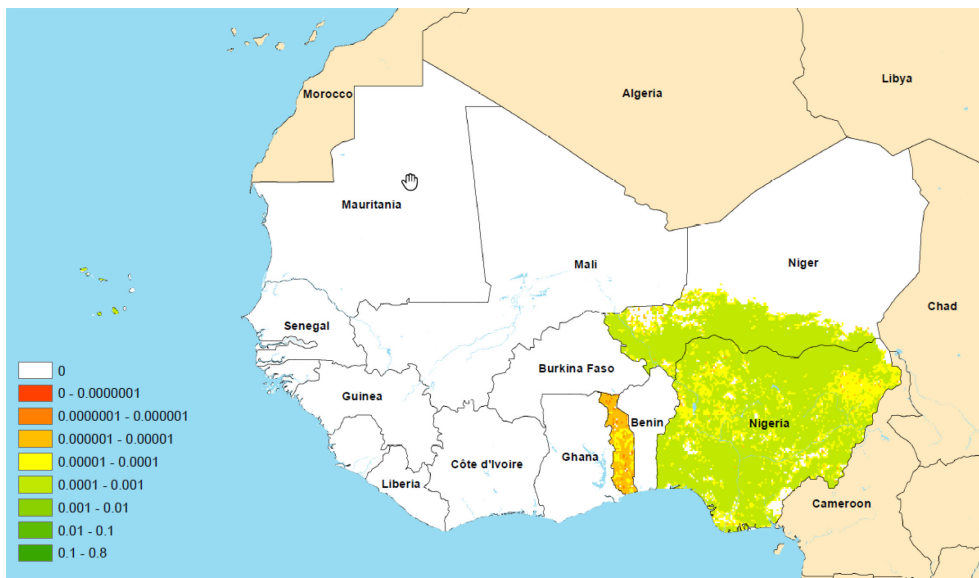 Libya
Morocco
Algeria
Mauritania
Mali
Niger
Chad
Senegal
Burkina Faso
Guinea
Benin
Nigeria
Ghana
Côte d'Ivoire
Liberia
Cameroon
0
0 - 0.0000001
0.0000001 - 0.000001
0.000001 - 0.00001
0.00001 - 0.0001
0.0001 - 0.001
0.001 - 0.01
0.01 - 0.1
0.1 - 0.8